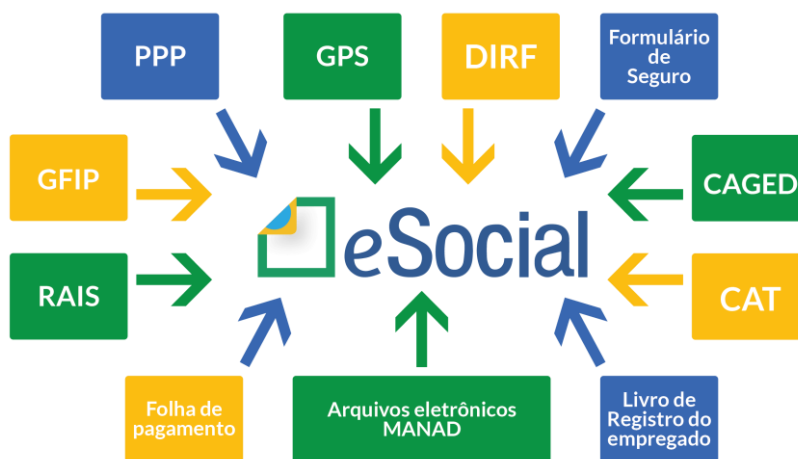 PPP
GPS
DIRF
Formulário
de
Seguro
GFIP
CAGED
eSocial
RAIS
CAT
Folha de
pagamento
Arquivos eletrônicos
MANAD
Livro de
Registro do
empregado